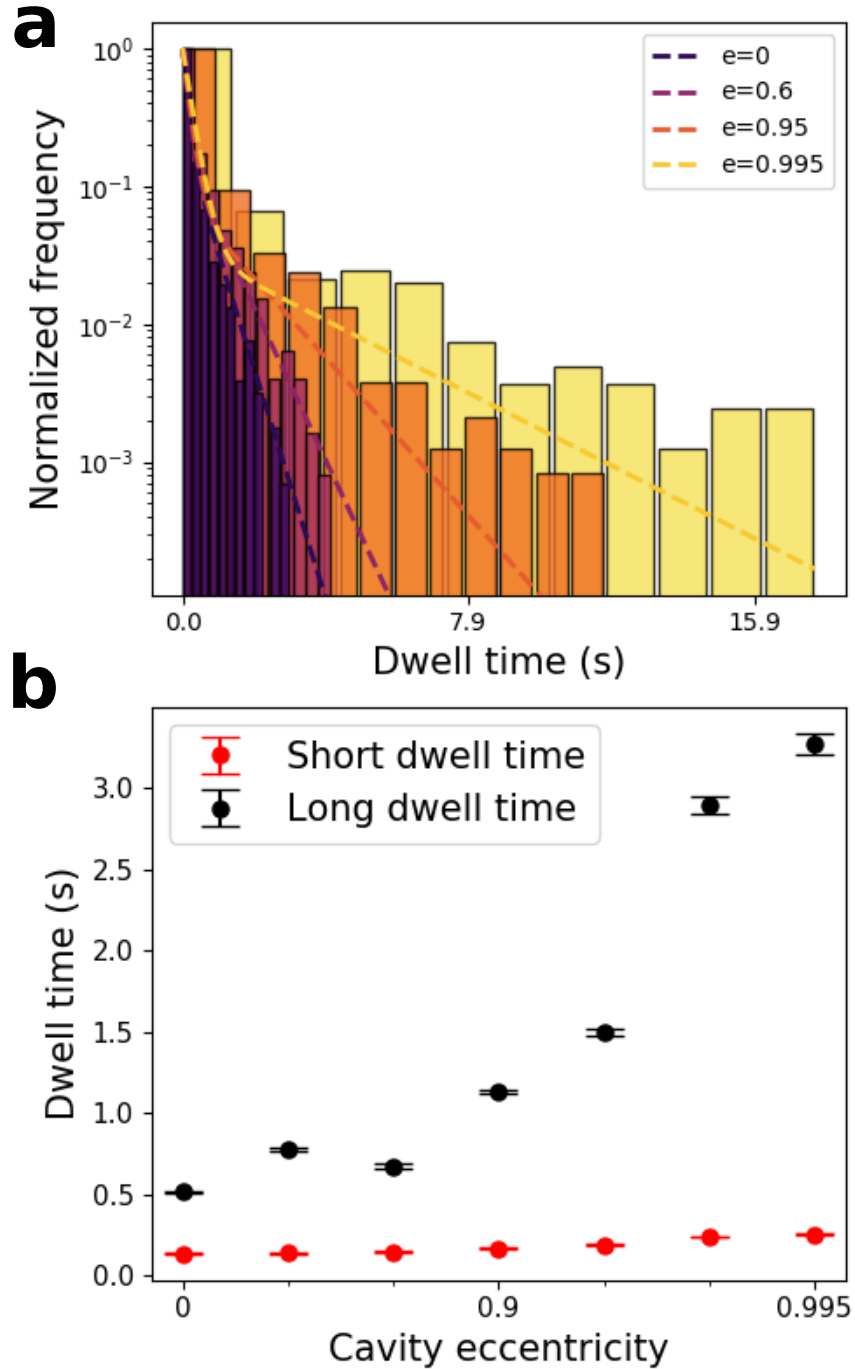 a
Normalized frequency
10⁰
10⁻¹
10⁻²
10⁻³
e=0
e=0.6
e=0.95
e=0.995
0.0
7.9
15.9
Dwell time (s)
b
Dwell time (s)
3.0
2.5
2.0
1.5
1.0
0.5
0.0
Short dwell time
Long dwell time
0
0.9
0.995
Cavity eccentricity